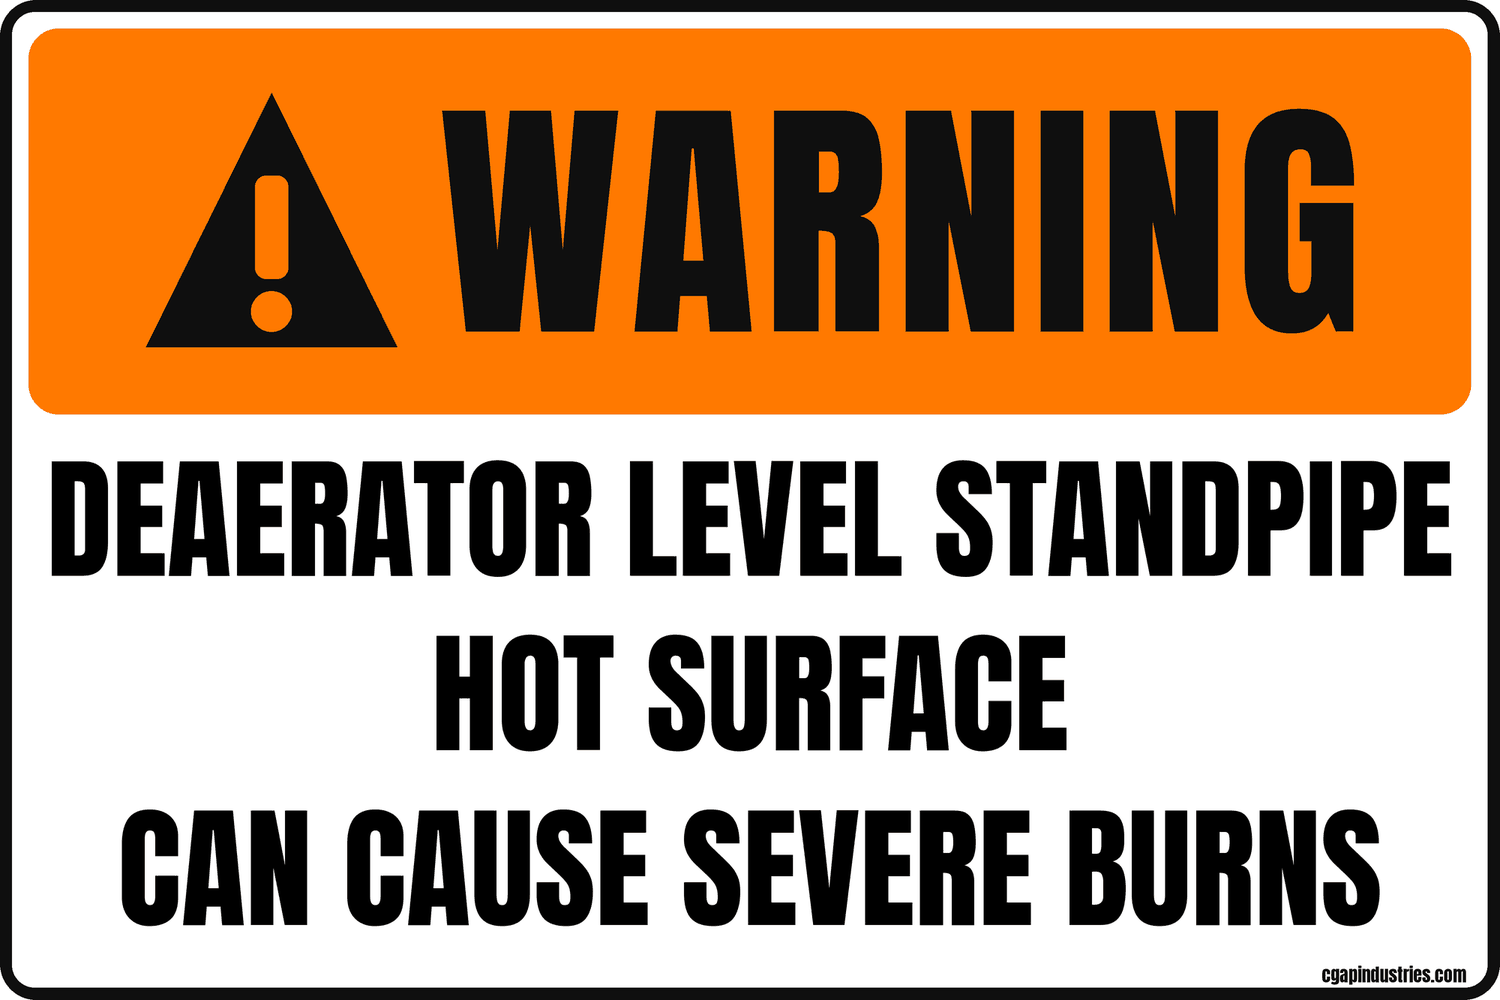 WARNING
DEAERATOR LEVEL STANDPIPE
HOT SURFACE
CAN CAUSE SEVERE BURNS
cgapindustries.com